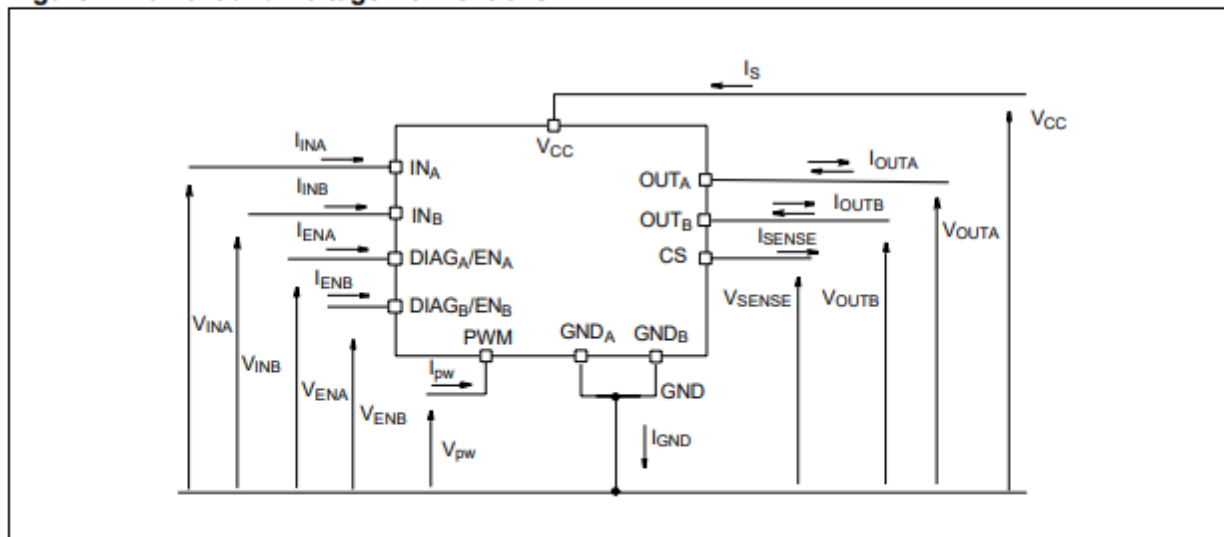 I_S
V_CC
V_CC
I_INA
IN_A
OUT_A
I_OUTA
I_INB
IN_B
OUT_B
I_OUTB
I_ENA
DIAG_A/EN_A
CS
I_SENSE
V_OUTA
I_ENB
DIAG_B/EN_B
V_SENSE
V_OUTB
V_INA
PWM
GND_A
GND_B
V_INB
I_pw
GND
V_ENA
V_ENB
V_pw
I_GND